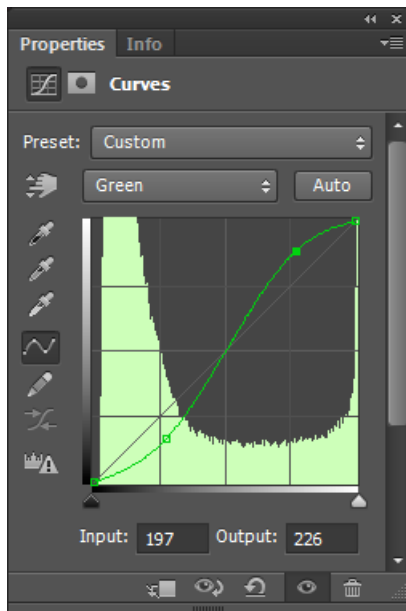 Properties Info
Curves
Preset: Custom
Green Auto
Input: 197 Output: 226